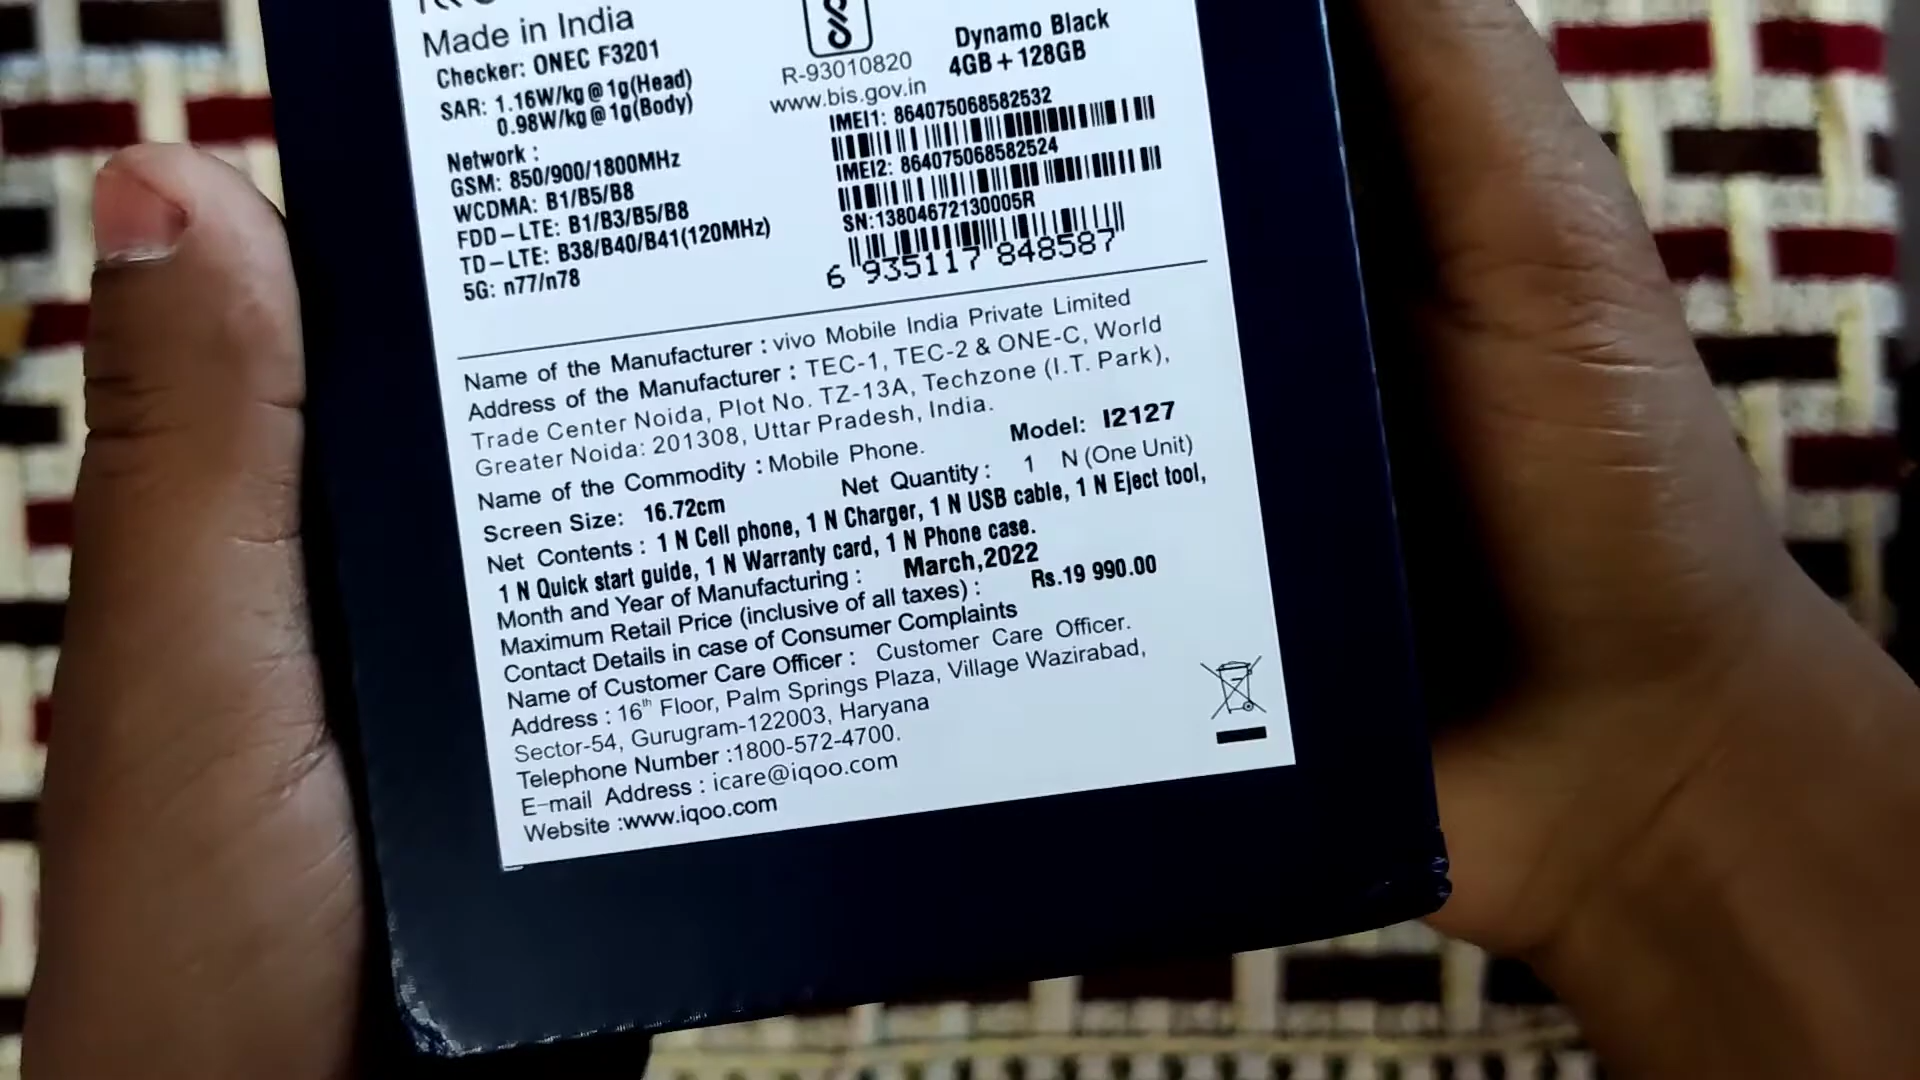 Made in India
Checker: ONEC F3201
SAR: 1.16W/kg@1g(Head)
0.98W/kg@1g(Body)
Network :
GSM: 850/900/1800MHz
WCDMA: B1/B5/B8
FDD-LTE: B1/B3/B5/B8
TD-LTE: B38/B40/B41(120MHz)
5G: n77/n78
R-93010820
www.bis.gov.in
Dynamo Black
4GB+128GB
IMEI1: 864075068582532
IMEI2: 864075068582524
SN:13804672130005R
6 935117 848587
Name of the Manufacturer : vivo Mobile India Private Limited
Address of the Manufacturer : TEC-1, TEC-2 & ONE-C, World
Trade Center Noida, Plot No. TZ-13A, Techzone (I.T. Park),
Greater Noida: 201308, Uttar Pradesh, India.
Name of the Commodity : Mobile Phone. Model: I2127
Screen Size: 16.72cm Net Quantity : 1 N (One Unit)
Net Contents : 1 N Cell phone, 1 N Charger, 1 N USB cable, 1 N Eject tool,
1 N Quick start guide, 1 N Warranty card, 1 N Phone case.
Month and Year of Manufacturing : March,2022
Maximum Retail Price (inclusive of all taxes) : Rs.19 990.00
Contact Details in case of Consumer Complaints
Name of Customer Care Officer : Customer Care Officer.
Address : 16th Floor, Palm Springs Plaza, Village Wazirabad,
Sector-54, Gurugram-122003, Haryana
Telephone Number :1800-572-4700.
E-mail Address : icare@iqoo.com
Website :www.iqoo.com